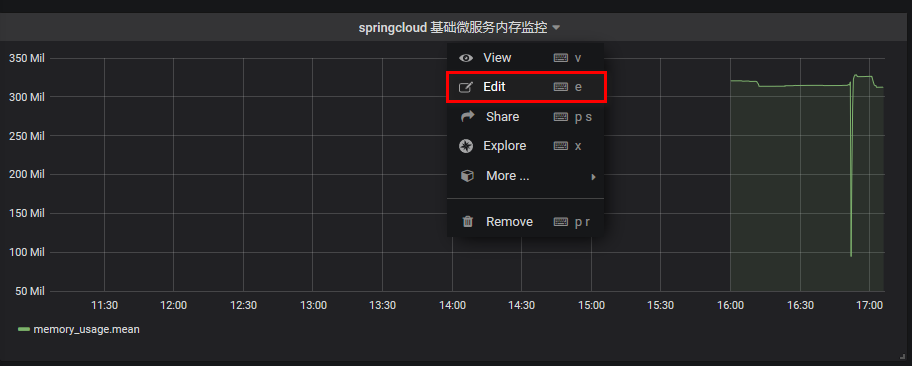 springcloud 基础微服务内存监控
350 Mil
300 Mil
250 Mil
200 Mil
150 Mil
100 Mil
50 Mil
View v
Edit e
Share p s
Explore x
More ...
Remove p r
11:30 12:00 12:30 13:00 13:30 14:00 14:30 15:00 15:30 16:00 16:30 17:00
memory_usage.mean